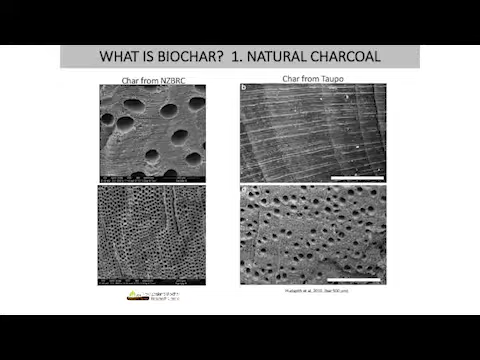 WHAT IS BIOCHAR? 1. NATURAL CHARCOAL
Char from NZBRC
Char from Taupo
b
d